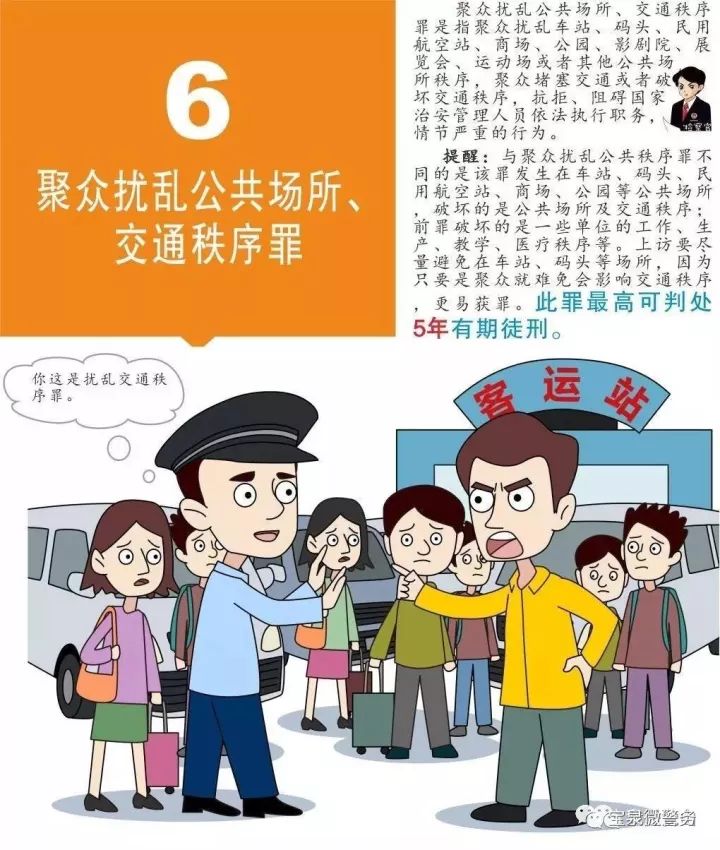 6
聚众扰乱公共场所、
交通秩序罪
聚众扰乱公共场所、交通秩序
罪是指聚众扰乱车站、码头、民用
航空站、商场、公园、影剧院、展
览会、运动场或者其他公共场
所秩序，聚众堵塞交通或者破
坏交通秩序，抗拒、阻碍国家
治安管理人员依法执行职务，
情节严重的行为。
检察官
提醒：与聚众扰乱公共秩序罪不
同的是该罪发生在车站、码头、民
用航空站、商场、公园等公共场所
，破坏的是公共场所及交通秩序；
前罪破坏的是一些单位的工作、生
产、教学、医疗秩序等。上访要尽
量避免在车站、码头等场所，因为
只要是聚众就难免会影响交通秩序
，更易获罪。此罪最高可判处
5年有期徒刑。
你这是扰乱交通秩
序罪。
客运站
宝泉微警务